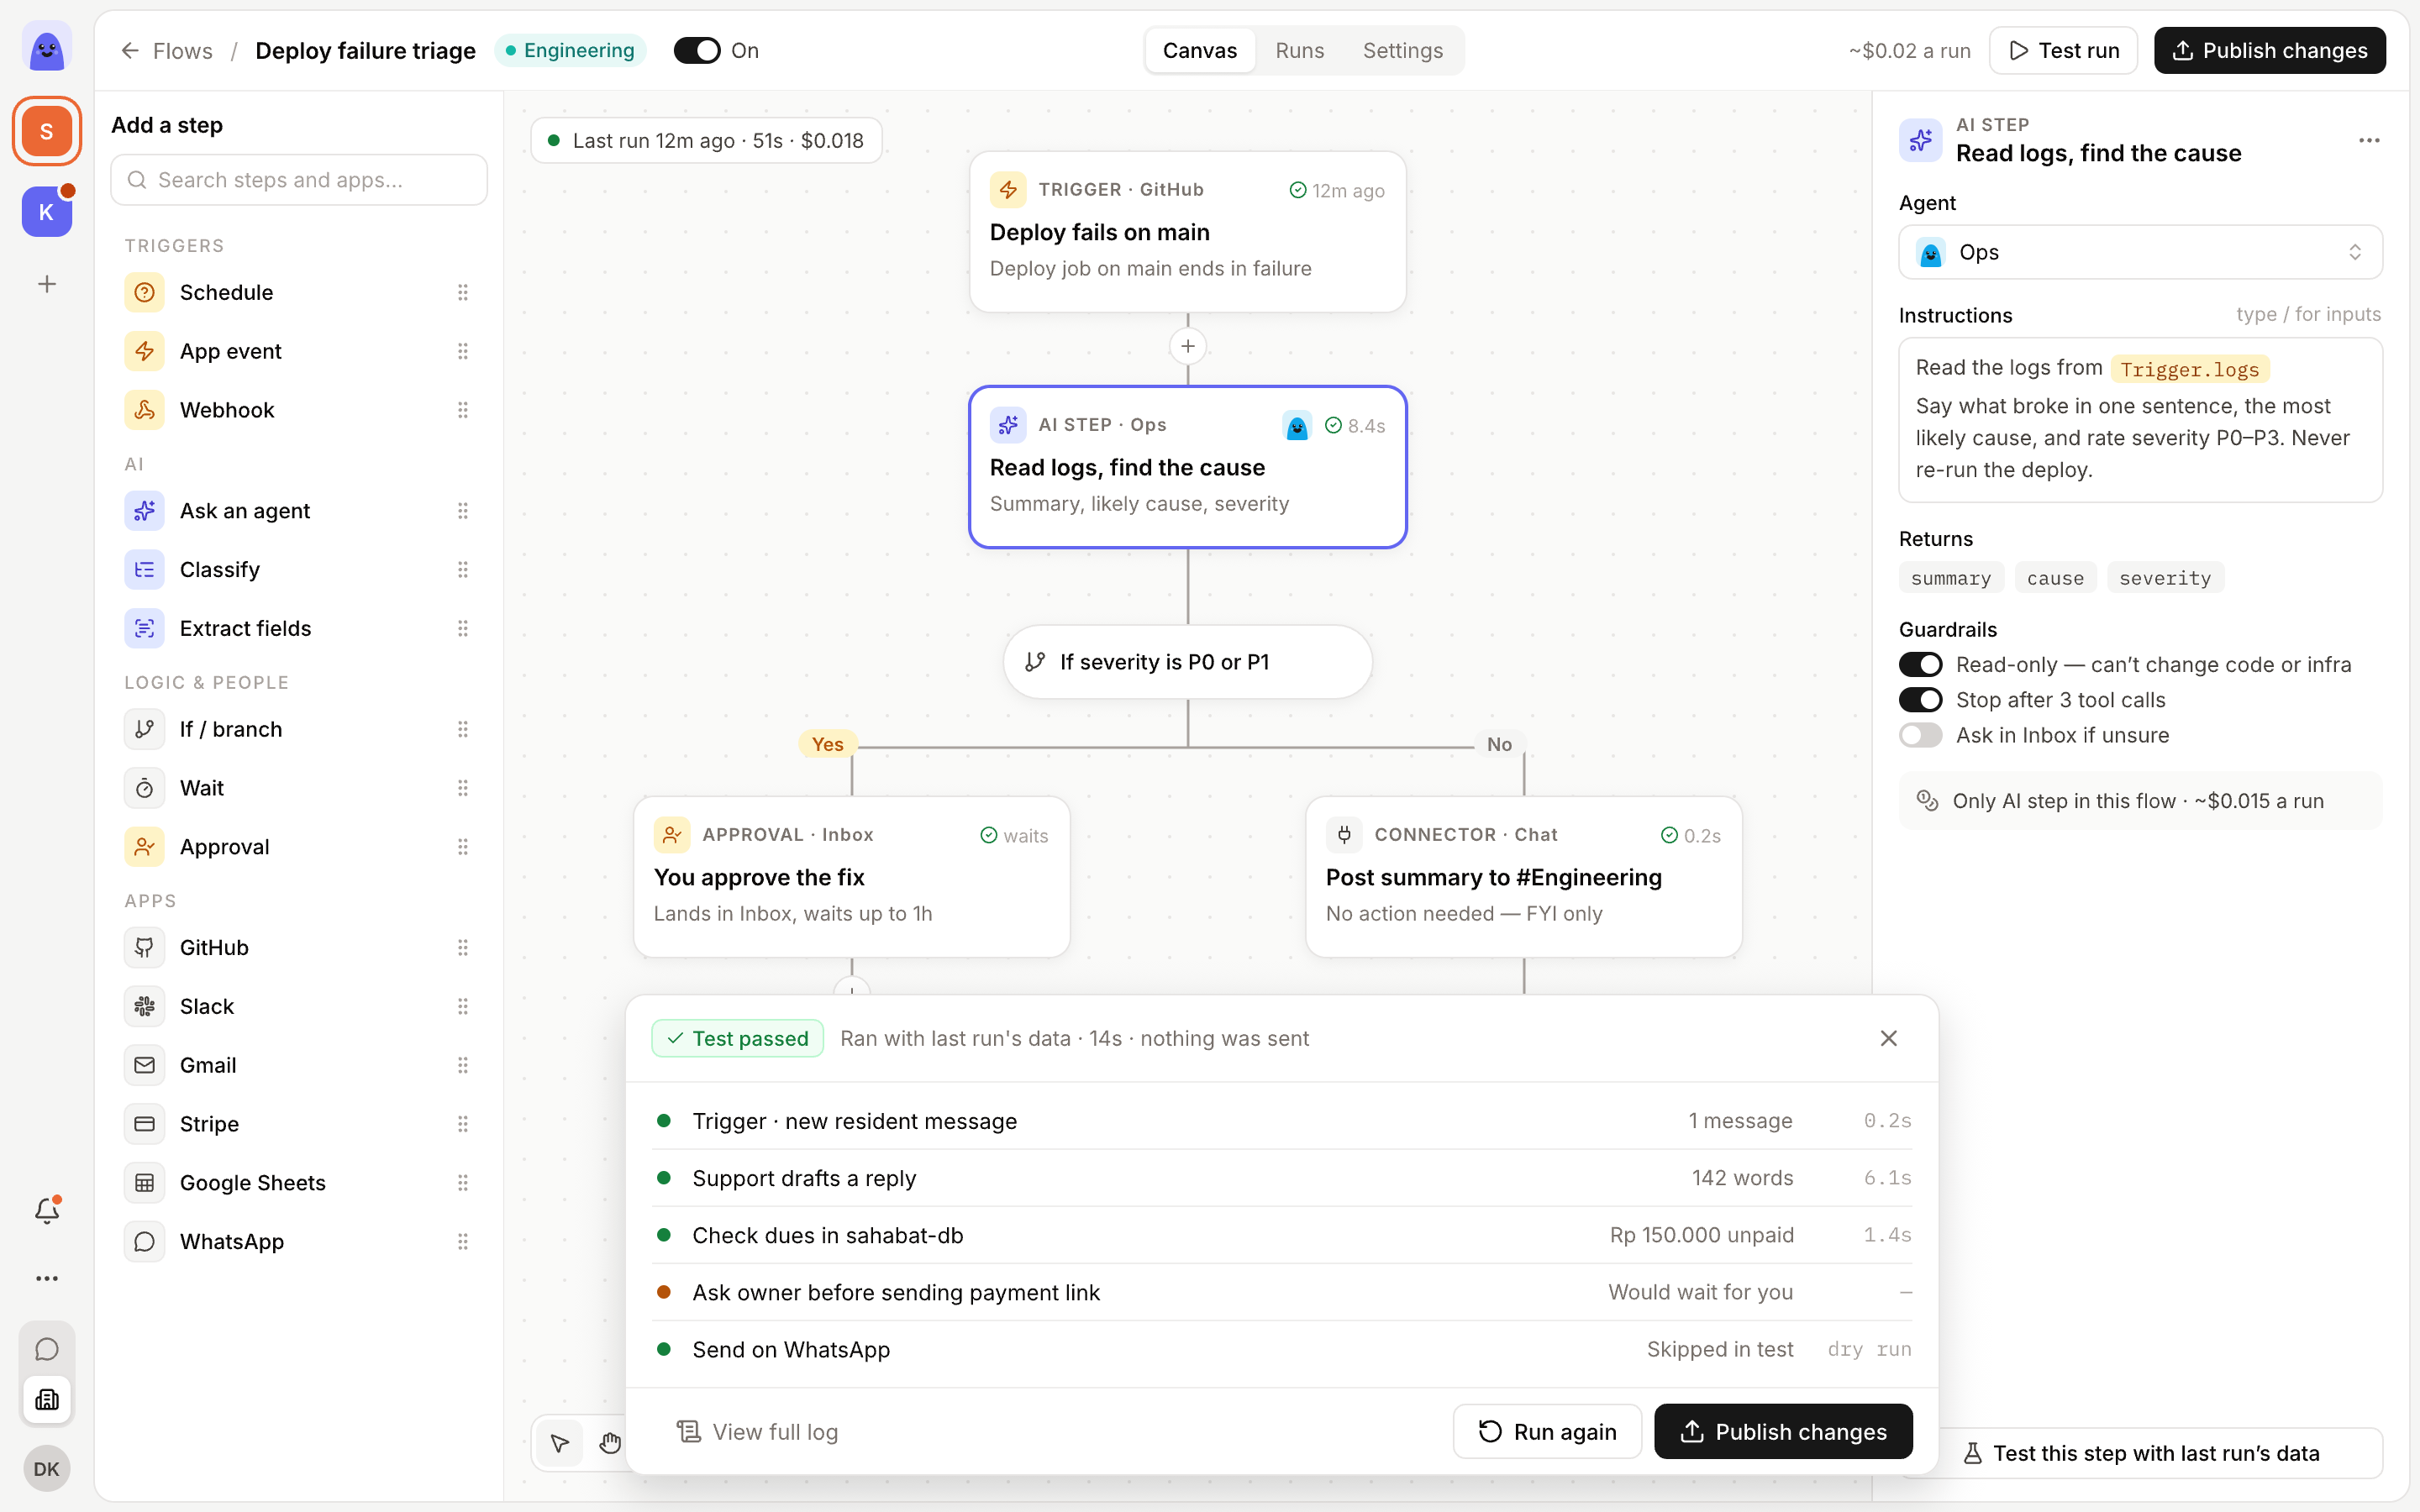 Flows / Deploy failure triage
Engineering
On
Canvas
Runs
Settings
~$0.02 a run
Test run
Publish changes
S
K
DK
Add a step
Search steps and apps...
TRIGGERS
Schedule
App event
Webhook
AI
Ask an agent
Classify
Extract fields
LOGIC & PEOPLE
If / branch
Wait
Approval
APPS
GitHub
Slack
Gmail
Stripe
Google Sheets
WhatsApp
Last run 12m ago · 51s · $0.018
TRIGGER · GitHub
12m ago
Deploy fails on main
Deploy job on main ends in failure
AI STEP · Ops
8.4s
Read logs, find the cause
Summary, likely cause, severity
If severity is P0 or P1
Yes
No
APPROVAL · Inbox
waits
You approve the fix
Lands in Inbox, waits up to 1h
CONNECTOR · Chat
0.2s
Post summary to #Engineering
No action needed — FYI only
Test passed
Ran with last run's data · 14s · nothing was sent
Trigger · new resident message
1 message
0.2s
Support drafts a reply
142 words
6.1s
Check dues in sahabat-db
Rp 150.000 unpaid
1.4s
Ask owner before sending payment link
Would wait for you
–
Send on WhatsApp
Skipped in test
dry run
View full log
Run again
Publish changes
AI STEP
Read logs, find the cause
Agent
Ops
Instructions
type / for inputs
Read the logs from Trigger.logs
Say what broke in one sentence, the most
likely cause, and rate severity P0–P3. Never
re-run the deploy.
Returns
summary
cause
severity
Guardrails
Read-only — can’t change code or infra
Stop after 3 tool calls
Ask in Inbox if unsure
Only AI step in this flow · ~$0.015 a run
Test this step with last run’s data